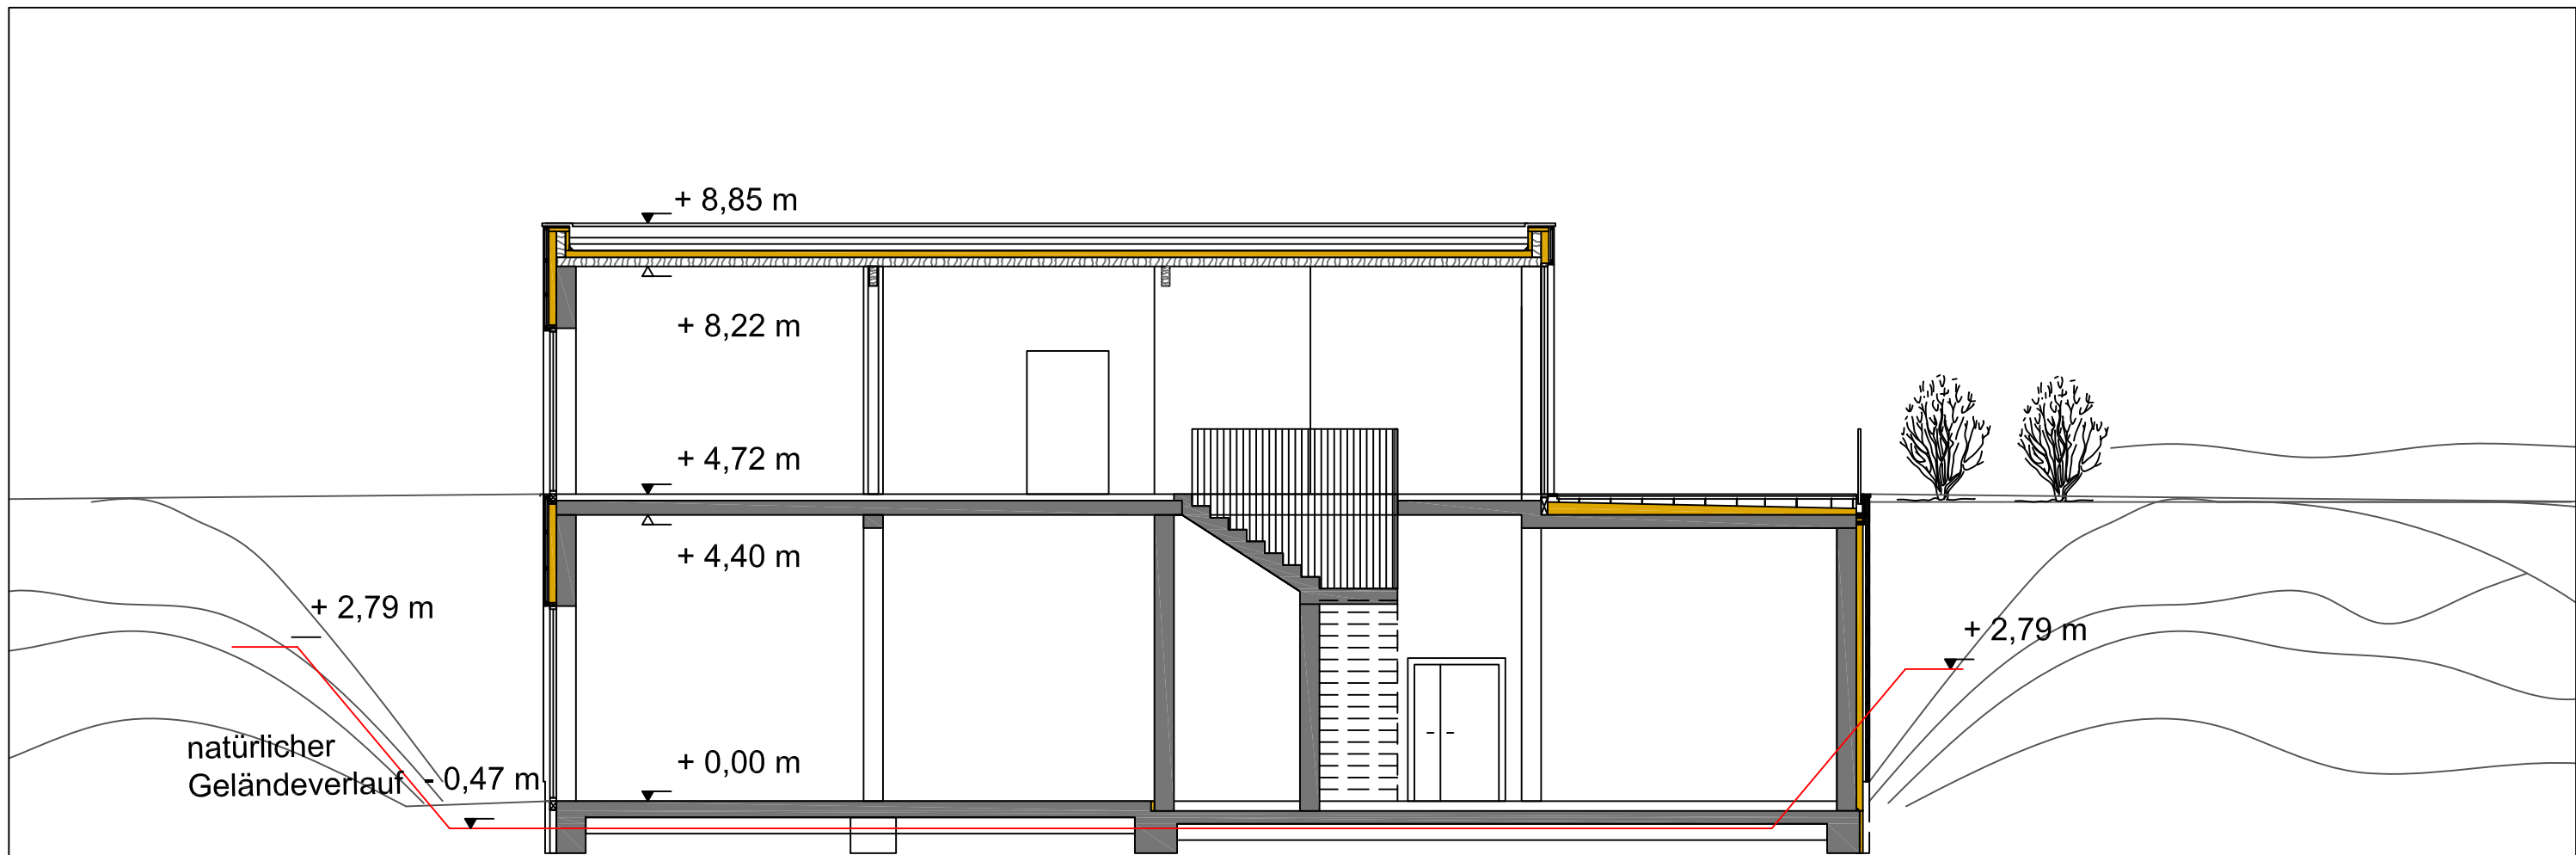 + 8,85 m
+ 8,22 m
+ 4,72 m
+ 4,40 m
+ 2,79 m
+ 2,79 m
natürlicher
Geländeverlauf
- 0,47 m
+ 0,00 m